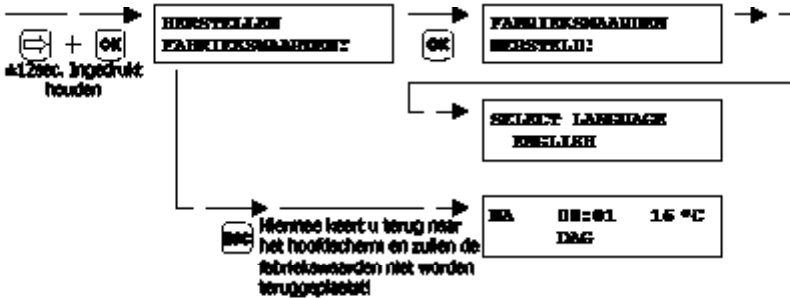 HERSTELLEN
FABRIEKSWAARDEN?
+ OK
±12sec. Ingedrukt
houden
OK
FABRIEKSWAARDEN
HERSTELD!
SELECT LANGUAGE
ENGLISH
ESC
Hiermee keert u terug naar
het hoofdscherm en zullen de
fabriekswaarden niet worden
teruggeplaatst!
MA 00:01 16 °C
DAG